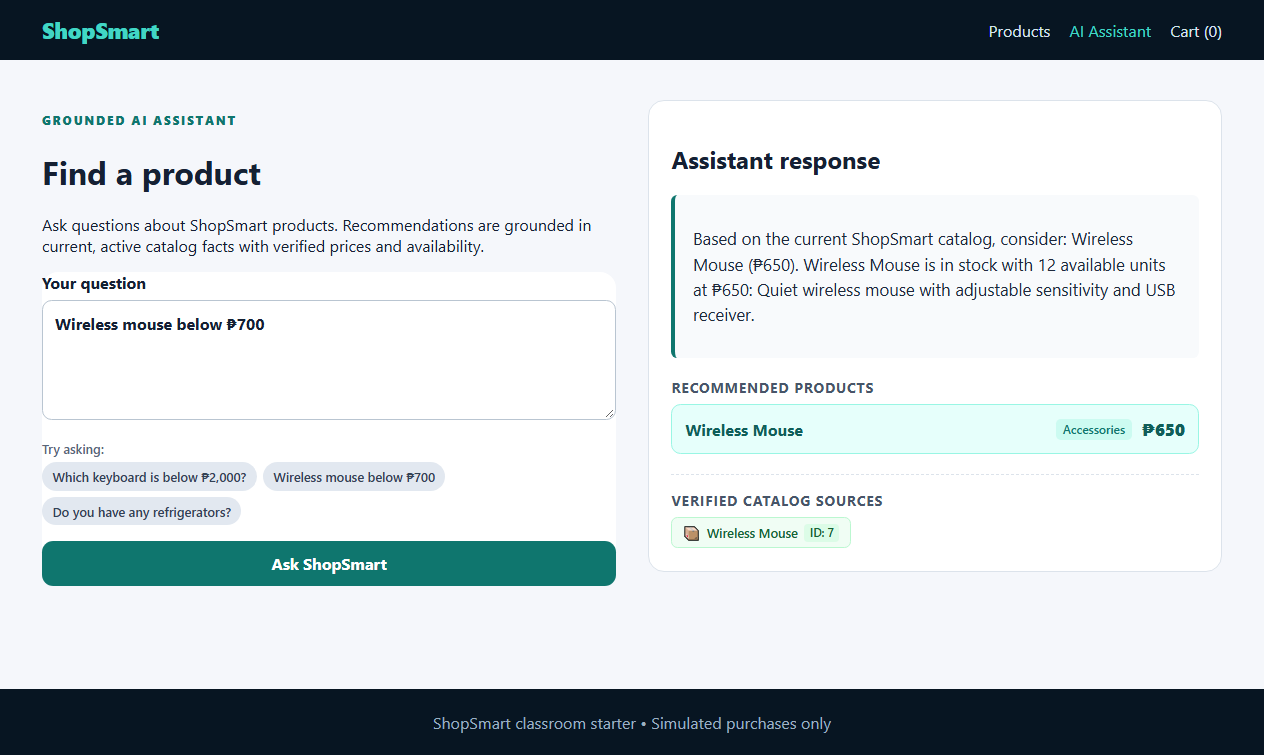 ShopSmart
Products
AI Assistant
Cart (0)
GROUNDED AI ASSISTANT
Find a product
Ask questions about ShopSmart products. Recommendations are grounded in
current, active catalog facts with verified prices and availability.
Your question
Wireless mouse below ₱700
Try asking:
Which keyboard is below ₱2,000?
Wireless mouse below ₱700
Do you have any refrigerators?
Ask ShopSmart
Assistant response
Based on the current ShopSmart catalog, consider: Wireless
Mouse (₱650). Wireless Mouse is in stock with 12 available units
at ₱650: Quiet wireless mouse with adjustable sensitivity and USB
receiver.
RECOMMENDED PRODUCTS
Wireless Mouse
Accessories
₱650
VERIFIED CATALOG SOURCES
Wireless Mouse
ID: 7
ShopSmart classroom starter • Simulated purchases only